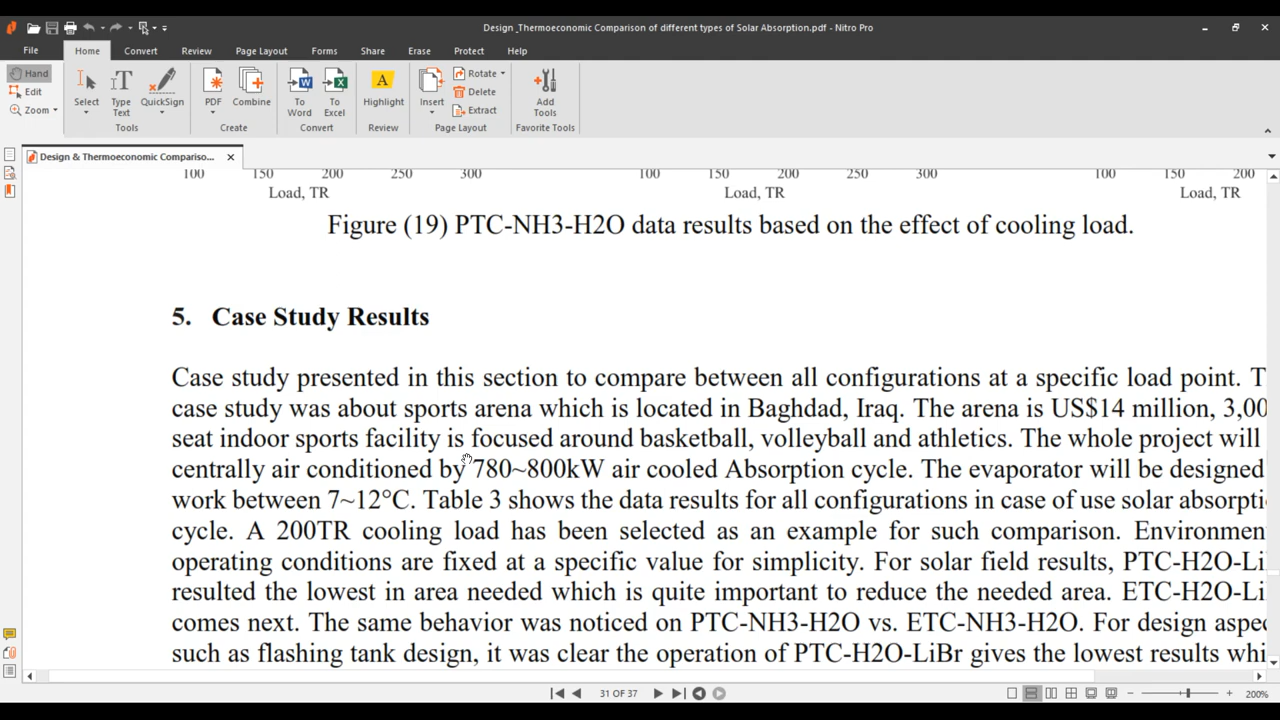 Design _Thermoeconomic Comparison of different types of Solar Absorption.pdf - Nitro Pro
File Home Convert Review Page Layout Forms Share Erase Protect Help
Hand
Edit
Zoom
Select
Type Text
QuickSign
Tools
PDF
Combine
Create
To Word
To Excel
Convert
Highlight
Review
Insert
Rotate
Delete
Extract
Page Layout
Add Tools
Favorite Tools
Design & Thermoeconomic Compariso...
100 150 200 250 300 100 150 200 250 300 100 150 200
Load, TR Load, TR Load, TR
Figure (19) PTC-NH3-H2O data results based on the effect of cooling load.
5. Case Study Results
Case study presented in this section to compare between all configurations at a specific load point. T
case study was about sports arena which is located in Baghdad, Iraq. The arena is US$14 million, 3,00
seat indoor sports facility is focused around basketball, volleyball and athletics. The whole project will
centrally air conditioned by 780~800kW air cooled Absorption cycle. The evaporator will be designed
work between 7~12°C. Table 3 shows the data results for all configurations in case of use solar absorpti
cycle. A 200TR cooling load has been selected as an example for such comparison. Environmen
operating conditions are fixed at a specific value for simplicity. For solar field results, PTC-H2O-Li
resulted the lowest in area needed which is quite important to reduce the needed area. ETC-H2O-Li
comes next. The same behavior was noticed on PTC-NH3-H2O vs. ETC-NH3-H2O. For design aspe
such as flashing tank design, it was clear the operation of PTC-H2O-LiBr gives the lowest results whi
31 OF 37
200%